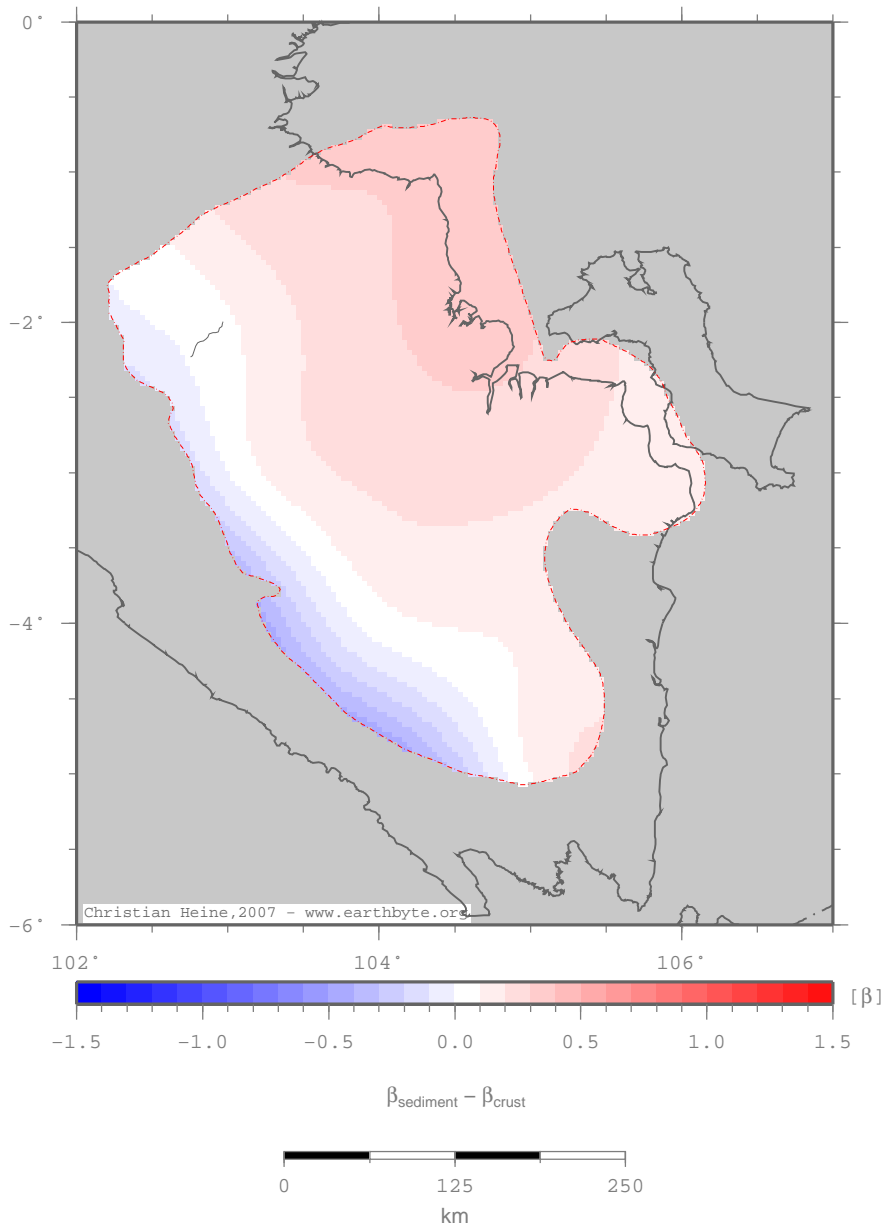 0°
−2°
−4°
−6°
Christian Heine,2007 − www.earthbyte.org
102° 104° 106°
[β]
−1.5 −1.0 −0.5 0.0 0.5 1.0 1.5
βsediment − βcrust
0 125 250
km